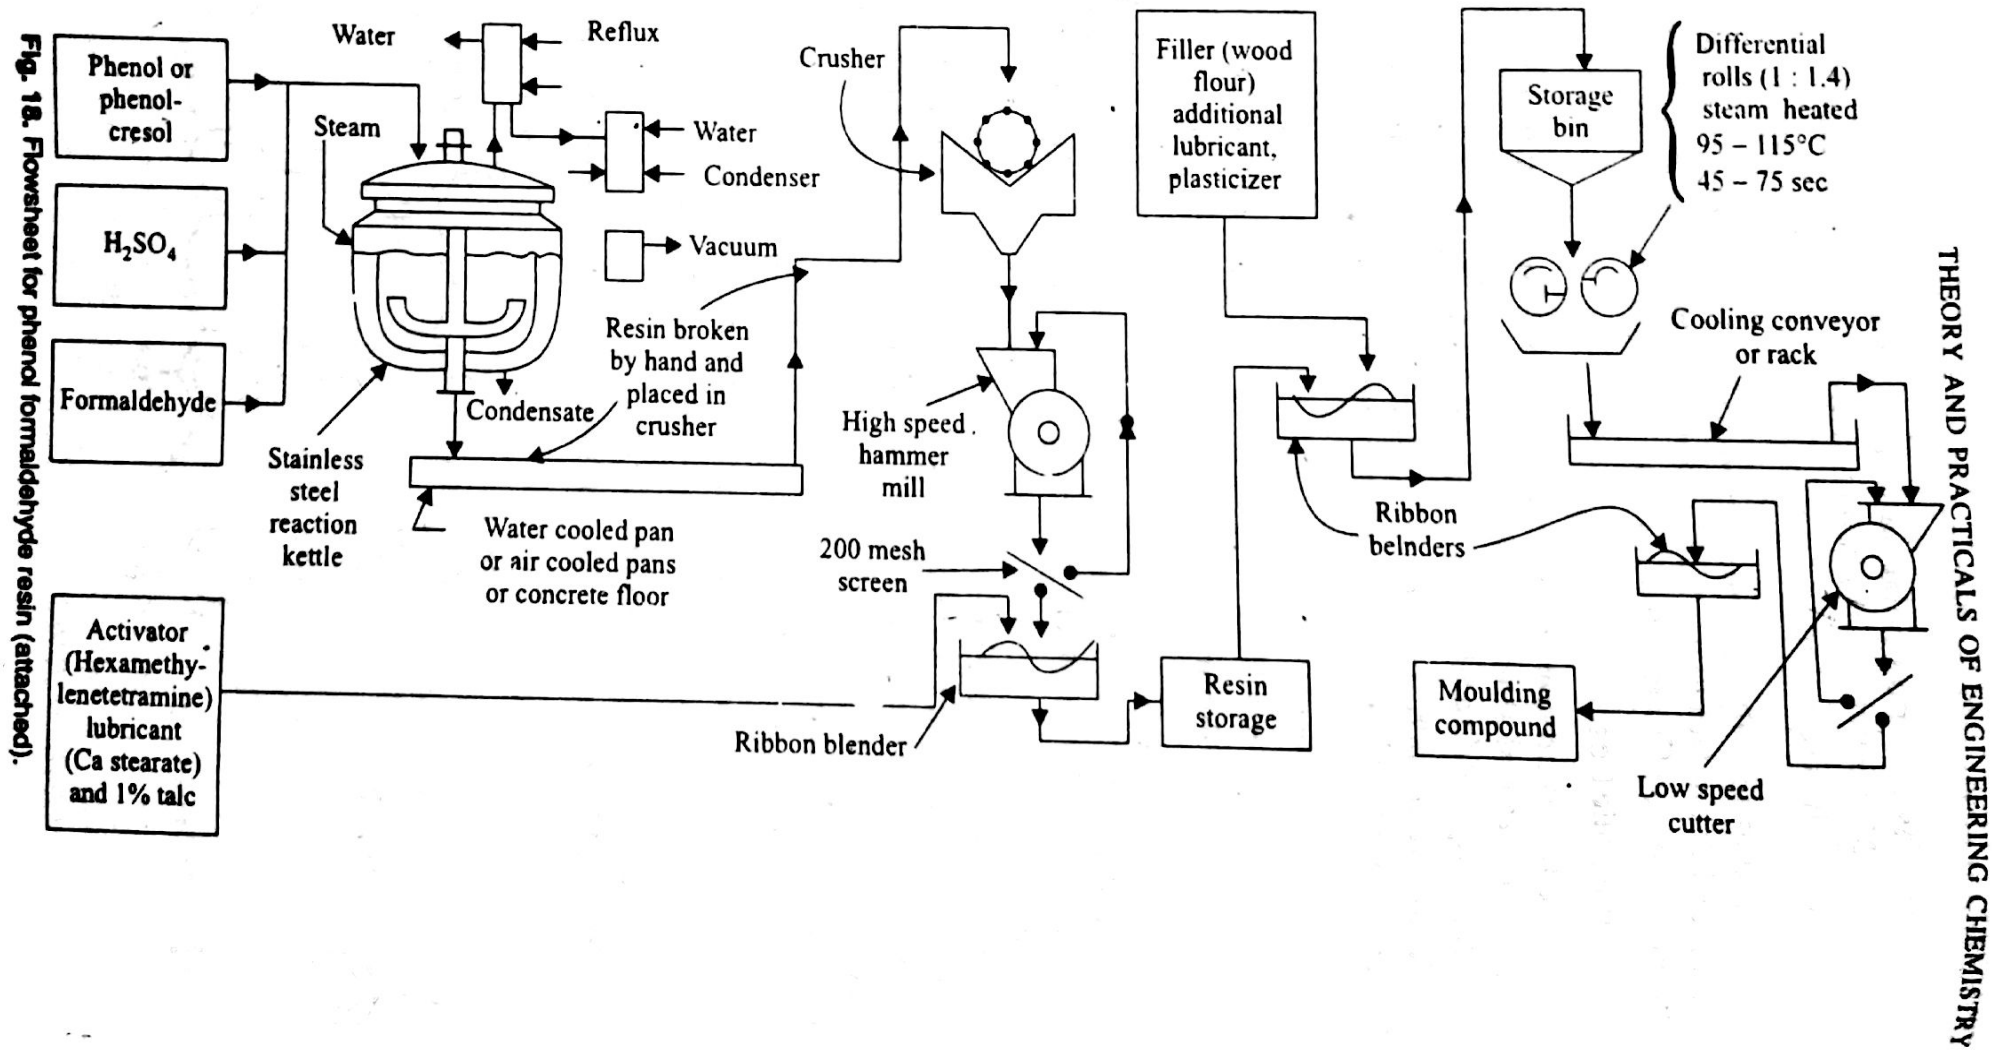 Fig. 18. Flowsheet for phenol formaldehyde resin (attached).
Phenol or
phenol-
cresol
H₂SO₄
Formaldehyde
Activator
(Hexamethy-
lenetetramine)
lubricant
(Ca stearate)
and 1% talc
Water
Reflux
Steam
Water
Condenser
Vacuum
Condensate
Stainless
steel
reaction
kettle
Resin broken
by hand and
placed in
crusher
Water cooled pan
or air cooled pans
or concrete floor
Crusher
High speed
hammer
mill
200 mesh
screen
Ribbon blender
Resin
storage
Filler (wood
flour)
additional
lubricant,
plasticizer
Ribbon
belnders
Storage
bin
Differential
rolls (1 : 1.4)
steam heated
95 – 115°C
45 – 75 sec
Cooling conveyor
or rack
Moulding
compound
Low speed
cutter
THEORY AND PRACTICALS OF ENGINEERING CHEMISTRY